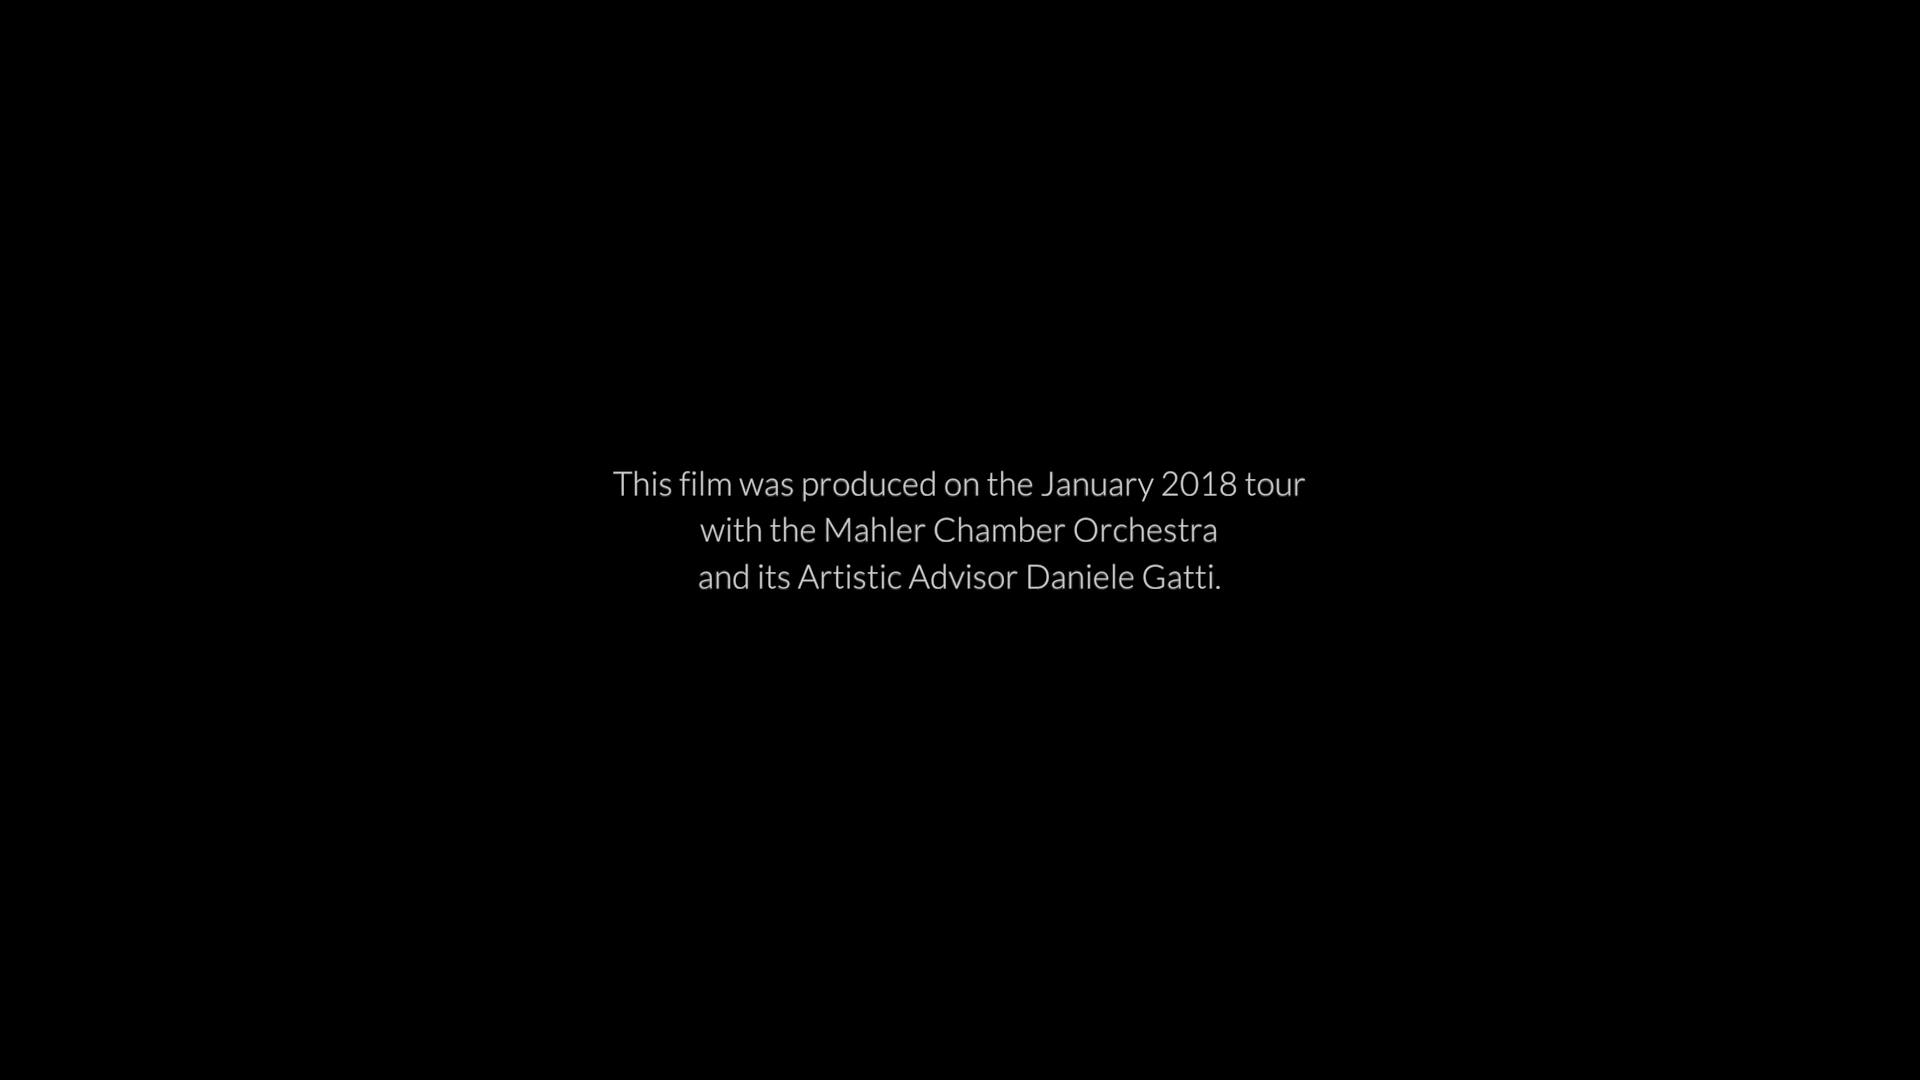 This film was produced on the January 2018 tour
with the Mahler Chamber Orchestra
and its Artistic Advisor Daniele Gatti.